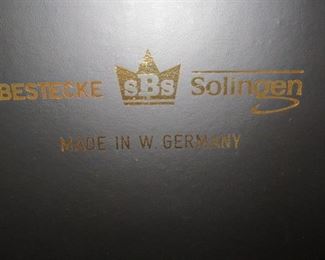 BESTECKE SBS Solingen
MADE IN W. GERMANY